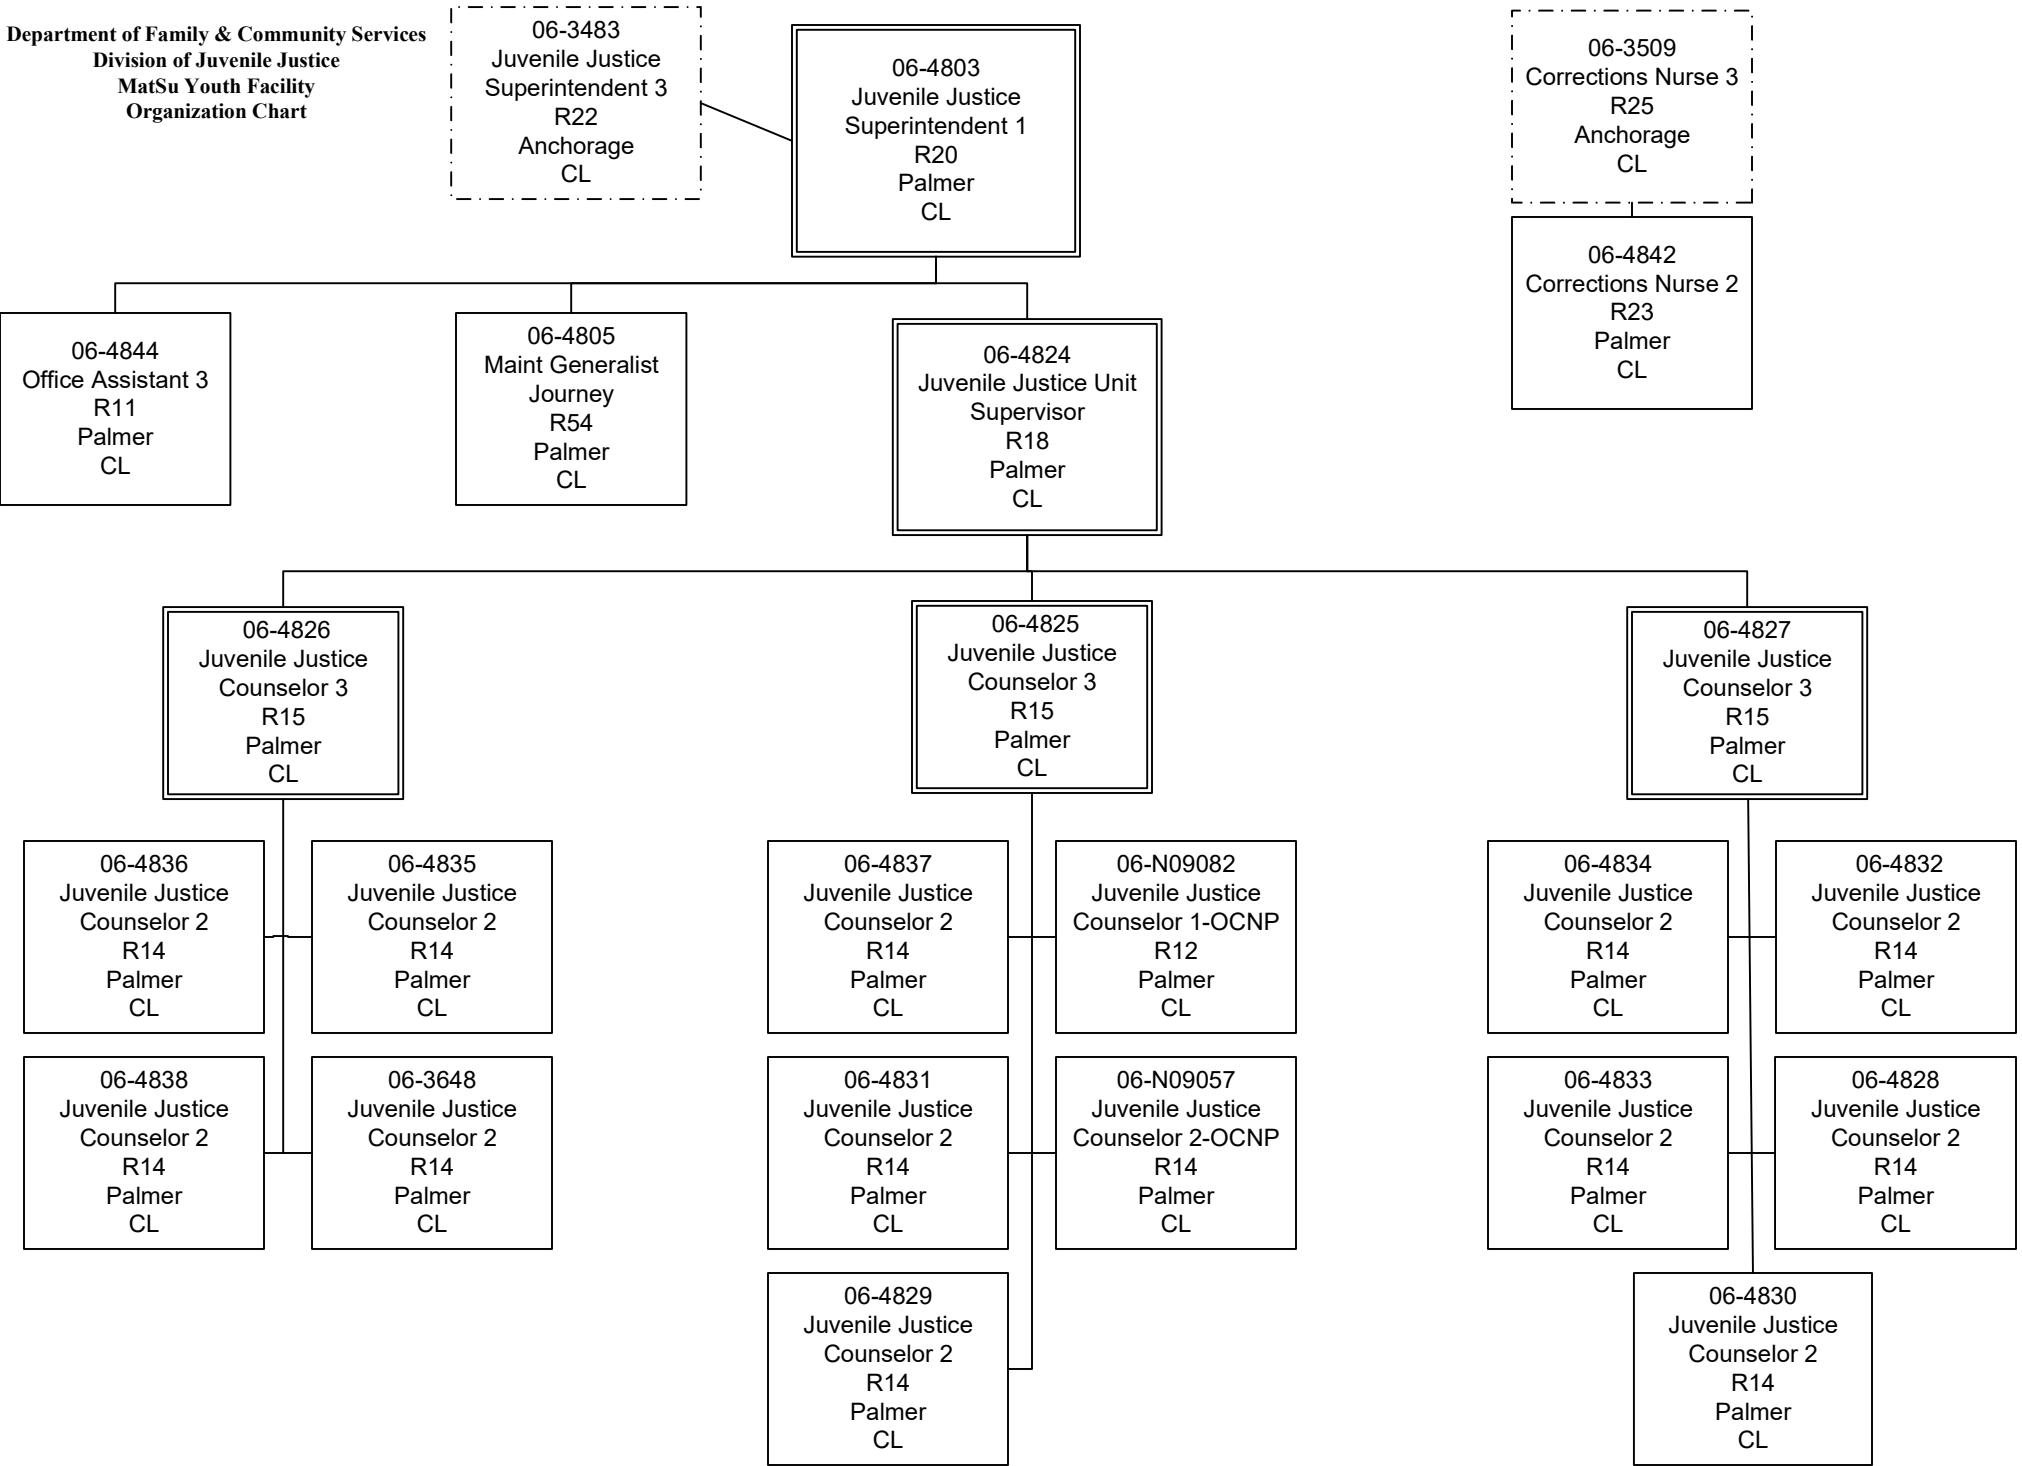 Department of Family & Community Services
Division of Juvenile Justice
MatSu Youth Facility
Organization Chart
06-3483
Juvenile Justice
Superintendent 3
R22
Anchorage
CL
06-4803
Juvenile Justice
Superintendent 1
R20
Palmer
CL
06-3509
Corrections Nurse 3
R25
Anchorage
CL
06-4842
Corrections Nurse 2
R23
Palmer
CL
06-4844
Office Assistant 3
R11
Palmer
CL
06-4805
Maint Generalist
Journey
R54
Palmer
CL
06-4824
Juvenile Justice Unit
Supervisor
R18
Palmer
CL
06-4826
Juvenile Justice
Counselor 3
R15
Palmer
CL
06-4825
Juvenile Justice
Counselor 3
R15
Palmer
CL
06-4827
Juvenile Justice
Counselor 3
R15
Palmer
CL
06-4836
Juvenile Justice
Counselor 2
R14
Palmer
CL
06-4835
Juvenile Justice
Counselor 2
R14
Palmer
CL
06-4837
Juvenile Justice
Counselor 2
R14
Palmer
CL
06-N09082
Juvenile Justice
Counselor 1-OCNP
R12
Palmer
CL
06-4834
Juvenile Justice
Counselor 2
R14
Palmer
CL
06-4832
Juvenile Justice
Counselor 2
R14
Palmer
CL
06-4838
Juvenile Justice
Counselor 2
R14
Palmer
CL
06-3648
Juvenile Justice
Counselor 2
R14
Palmer
CL
06-4831
Juvenile Justice
Counselor 2
R14
Palmer
CL
06-N09057
Juvenile Justice
Counselor 2-OCNP
R14
Palmer
CL
06-4833
Juvenile Justice
Counselor 2
R14
Palmer
CL
06-4828
Juvenile Justice
Counselor 2
R14
Palmer
CL
06-4829
Juvenile Justice
Counselor 2
R14
Palmer
CL
06-4830
Juvenile Justice
Counselor 2
R14
Palmer
CL